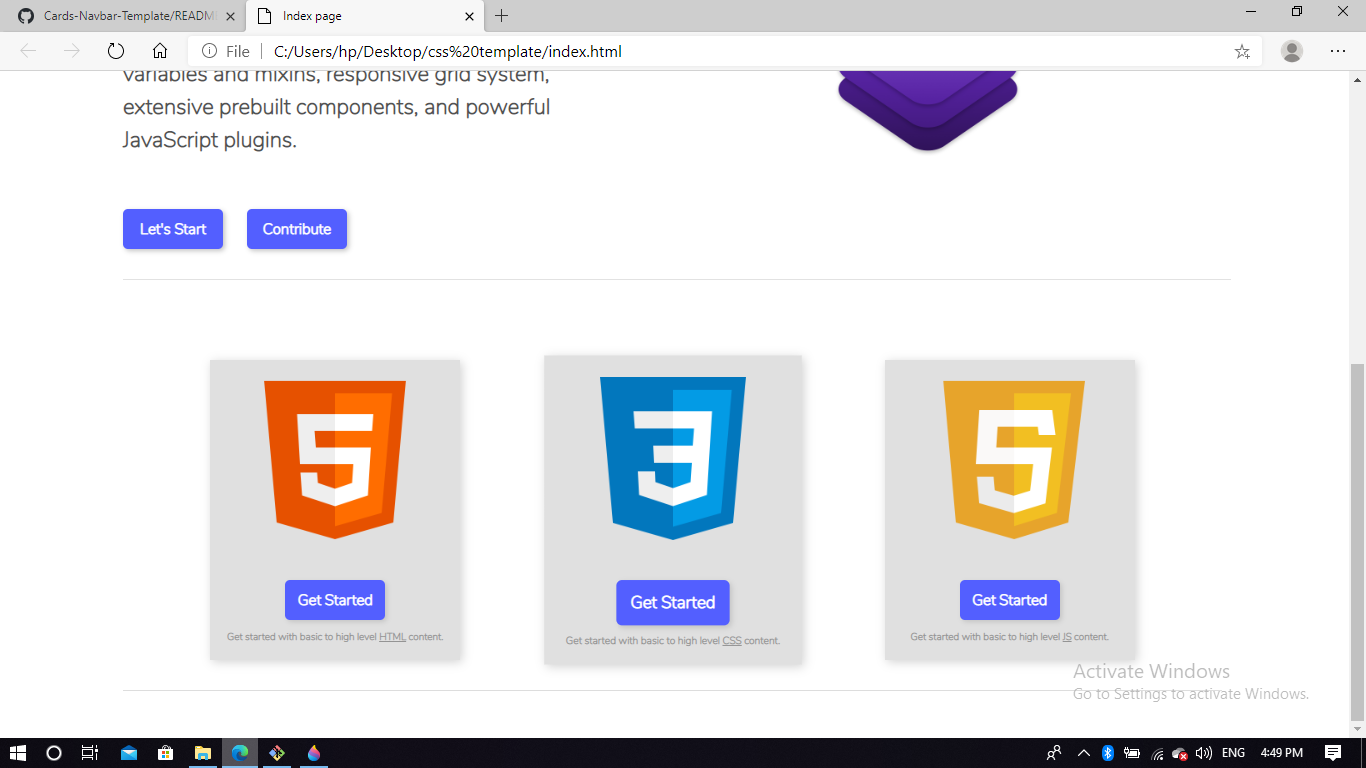 Cards-Navbar-Template/READM
Index page
File
C:/Users/hp/Desktop/css%20template/index.html
variables and mixins, responsive grid system,
extensive prebuilt components, and powerful
JavaScript plugins.
Let's Start
Contribute
5
3
5
Get Started
Get Started
Get Started
Get started with basic to high level HTML content.
Get started with basic to high level CSS content.
Get started with basic to high level JS content.
Activate Windows
Go to Settings to activate Windows.
ENG
4:49 PM